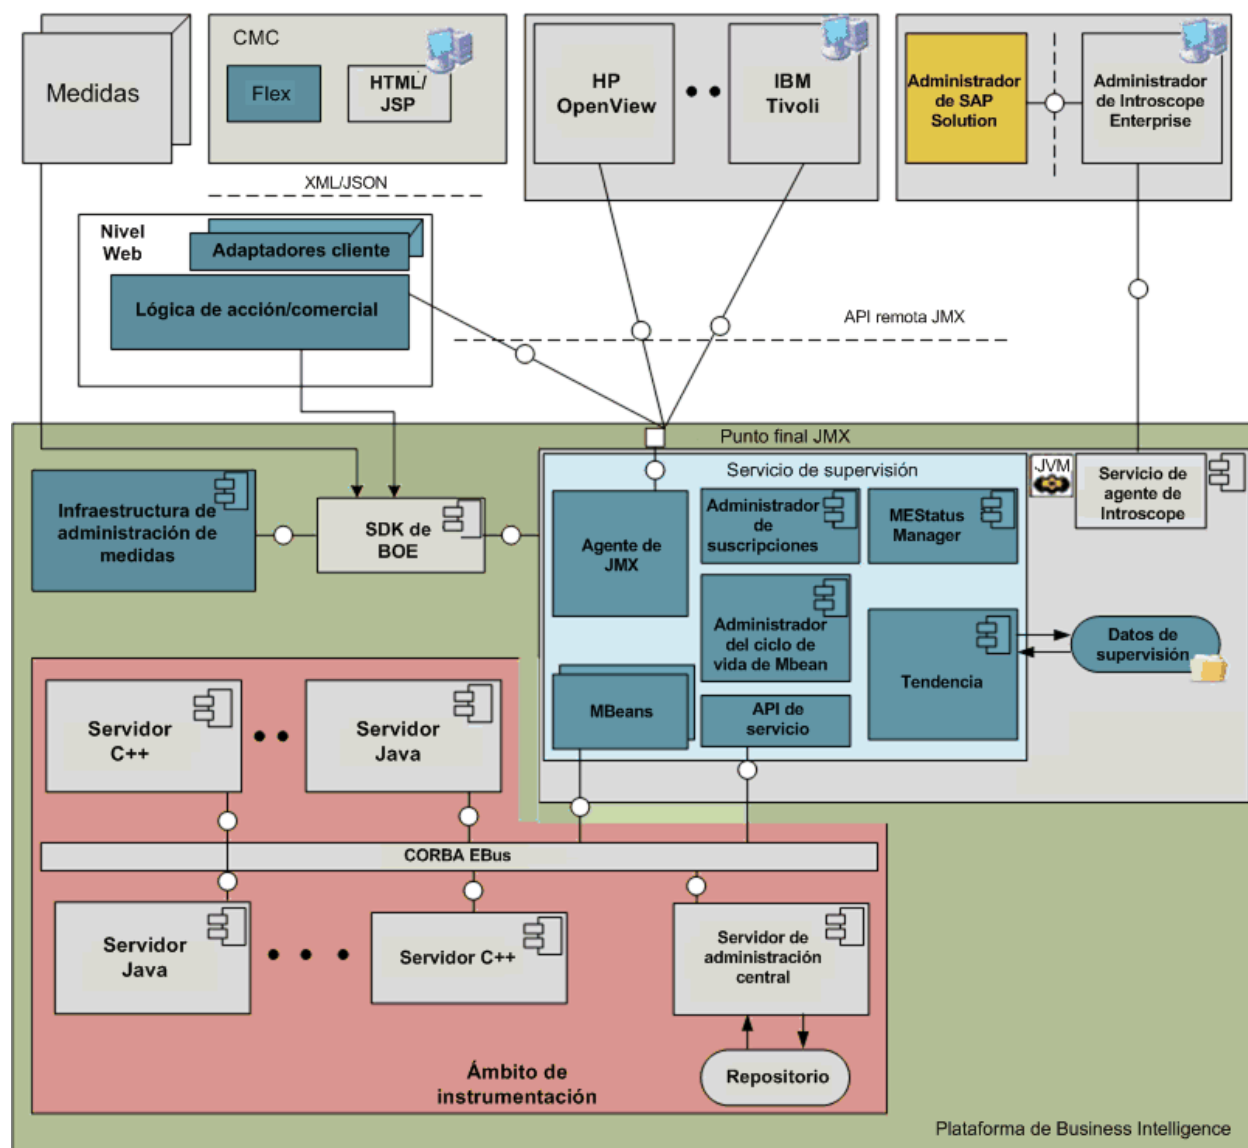 Medidas
CMC
Flex
HTML/
JSP
HP
OpenView
IBM
Tivoli
Administrador
de SAP
Solution
Administrador
de Introscope
Enterprise
XML/JSON
Nivel
Web
Adaptadores cliente
Lógica de acción/comercial
API remota JMX
Punto final JMX
Servicio de supervisión
JVM
Servicio de
agente de
Introscope
Infraestructura de
administración de
medidas
SDK de
BOE
Agente de
JMX
Administrador
de
suscripciones
MEStatus
Manager
Administrador
del ciclo de
vida de Mbean
Tendencia
Datos de
supervisión
MBeans
API de
servicio
Servidor
C++
Servidor
Java
CORBA EBus
Servidor
Java
Servidor C++
Servidor de
administración
central
Repositorio
Ámbito de
instrumentación
Plataforma de Business Intelligence